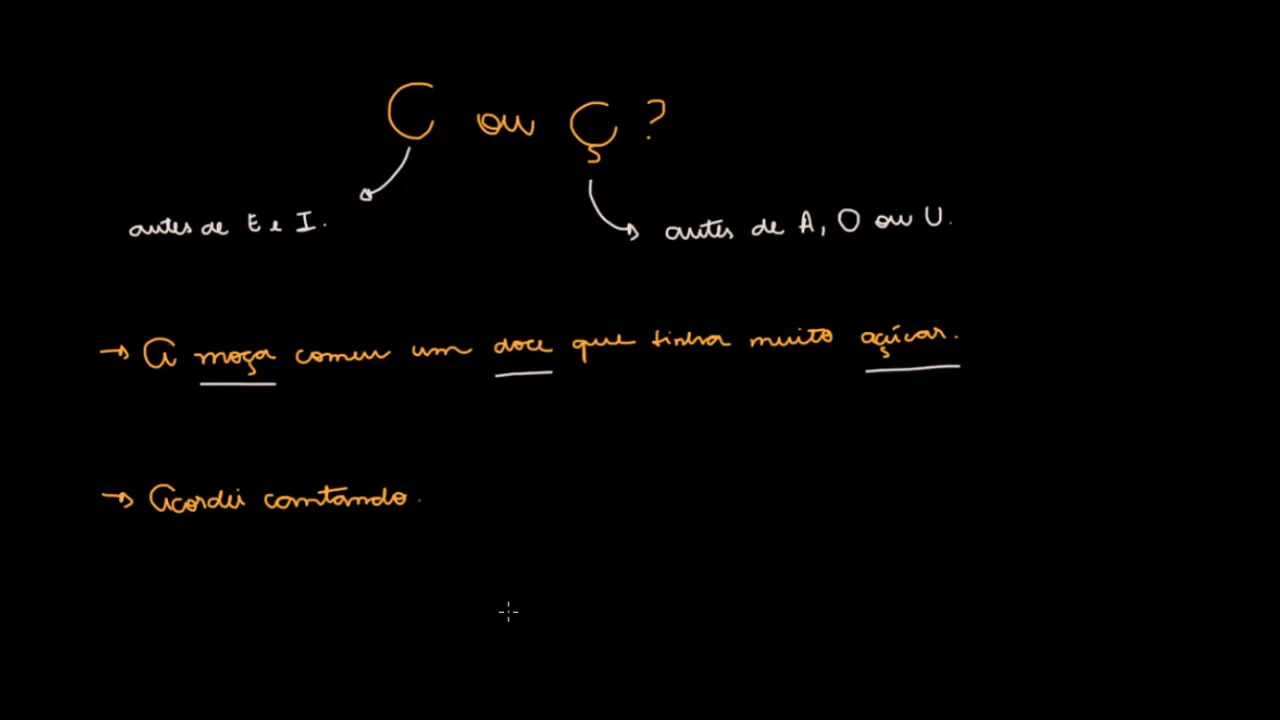 C ou Ç ?
antes de E e I.
antes de A, O ou U.
→ A moça comeu um doce que tinha muito açúcar.
→ Acordei cantando.